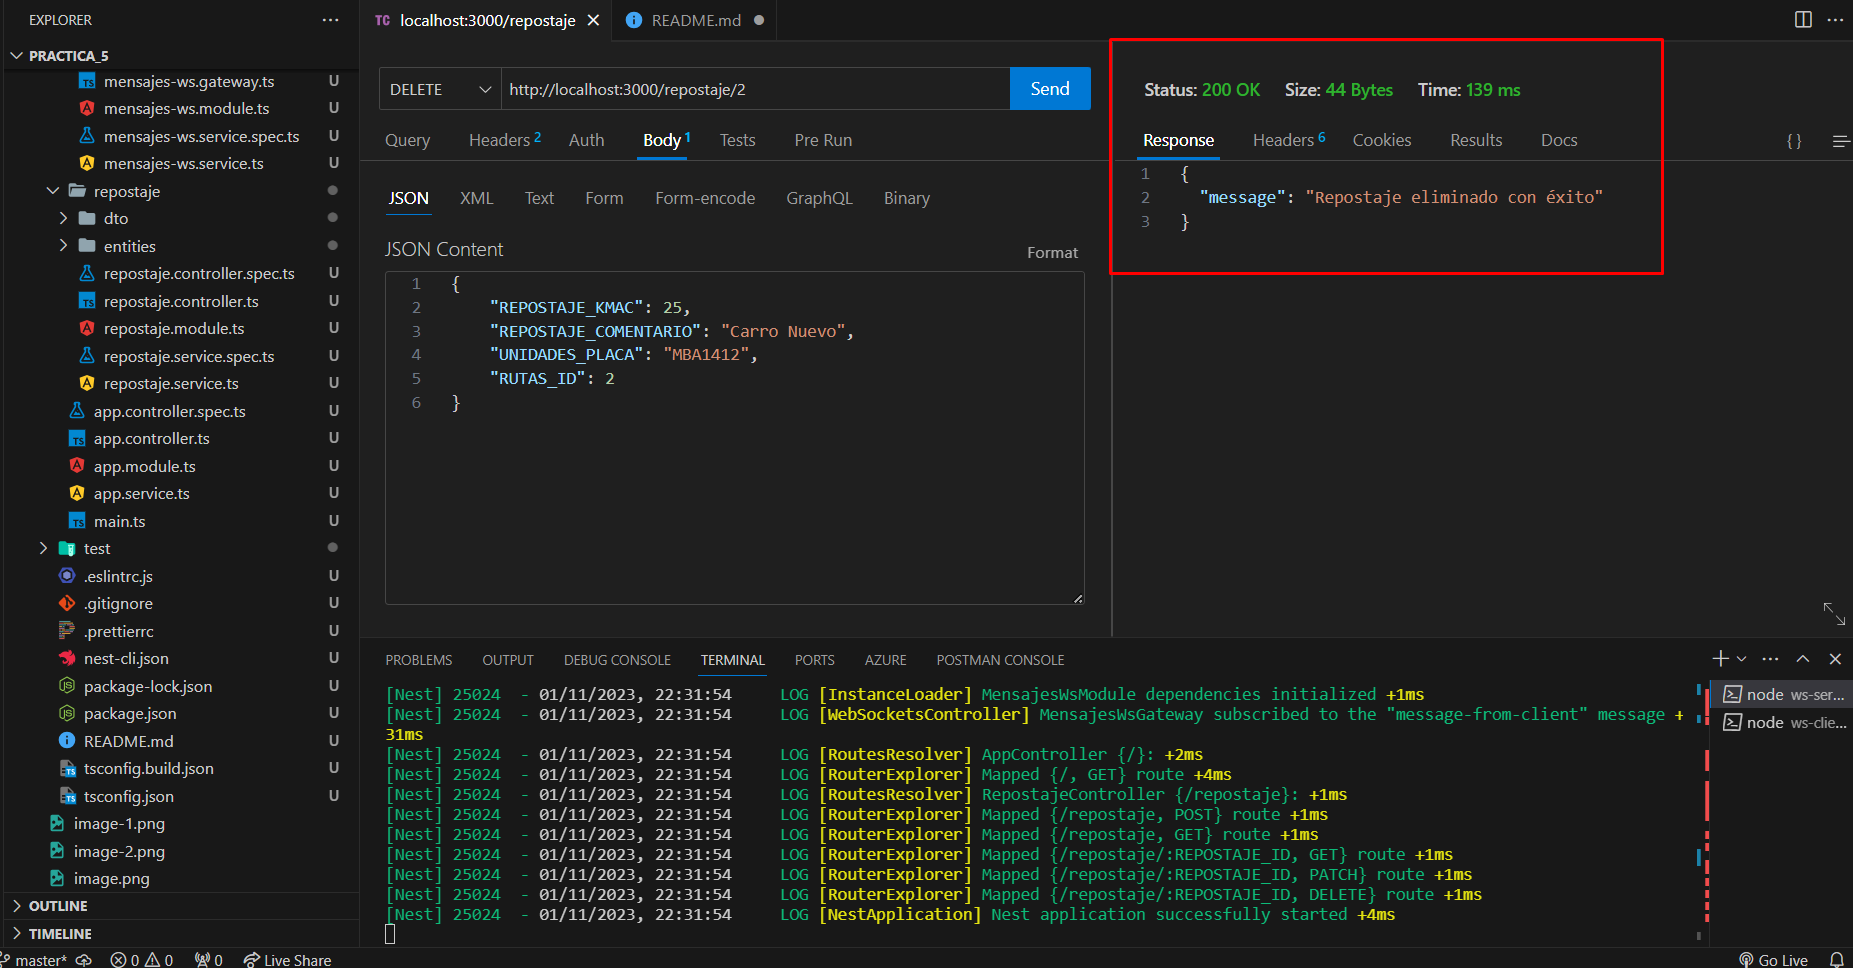 EXPLORER
PRACTICA_5
mensajes-ws.gateway.ts U
mensajes-ws.module.ts U
mensajes-ws.service.spec.ts U
mensajes-ws.service.ts U
repostaje
dto
entities
repostaje.controller.spec.ts U
repostaje.controller.ts U
repostaje.module.ts U
repostaje.service.spec.ts U
repostaje.service.ts U
app.controller.spec.ts U
app.controller.ts U
app.module.ts U
app.service.ts U
main.ts U
test
.eslintrc.js U
.gitignore U
.prettierrc U
nest-cli.json U
package-lock.json U
package.json U
README.md U
tsconfig.build.json U
tsconfig.json U
image-1.png
image-2.png
image.png
OUTLINE
TIMELINE
TC localhost:3000/repostaje README.md
DELETE http://localhost:3000/repostaje/2 Send
Query Headers 2 Auth Body 1 Tests Pre Run
JSON XML Text Form Form-encode GraphQL Binary
JSON Content Format
1 {
2 "REPOSTAJE_KMAC": 25,
3 "REPOSTAJE_COMENTARIO": "Carro Nuevo",
4 "UNIDADES_PLACA": "MBA1412",
5 "RUTAS_ID": 2
6 }
Status: 200 OK Size: 44 Bytes Time: 139 ms
Response Headers 6 Cookies Results Docs { }
1 {
2 "message": "Repostaje eliminado con éxito"
3 }
PROBLEMS OUTPUT DEBUG CONSOLE TERMINAL PORTS AZURE POSTMAN CONSOLE
[Nest] 25024 - 01/11/2023, 22:31:54 LOG [InstanceLoader] MensajesWsModule dependencies initialized +1ms
[Nest] 25024 - 01/11/2023, 22:31:54 LOG [WebSocketsController] MensajesWsGateway subscribed to the "message-from-client" message +
31ms
[Nest] 25024 - 01/11/2023, 22:31:54 LOG [RoutesResolver] AppController {/}: +2ms
[Nest] 25024 - 01/11/2023, 22:31:54 LOG [RouterExplorer] Mapped {/, GET} route +4ms
[Nest] 25024 - 01/11/2023, 22:31:54 LOG [RoutesResolver] RepostajeController {/repostaje}: +1ms
[Nest] 25024 - 01/11/2023, 22:31:54 LOG [RouterExplorer] Mapped {/repostaje, POST} route +1ms
[Nest] 25024 - 01/11/2023, 22:31:54 LOG [RouterExplorer] Mapped {/repostaje, GET} route +1ms
[Nest] 25024 - 01/11/2023, 22:31:54 LOG [RouterExplorer] Mapped {/repostaje/:REPOSTAJE_ID, GET} route +1ms
[Nest] 25024 - 01/11/2023, 22:31:54 LOG [RouterExplorer] Mapped {/repostaje/:REPOSTAJE_ID, PATCH} route +1ms
[Nest] 25024 - 01/11/2023, 22:31:54 LOG [RouterExplorer] Mapped {/repostaje/:REPOSTAJE_ID, DELETE} route +1ms
[Nest] 25024 - 01/11/2023, 22:31:54 LOG [NestApplication] Nest application successfully started +4ms
node ws-ser...
node ws-clie...
master* 0 0 0 Live Share Go Live